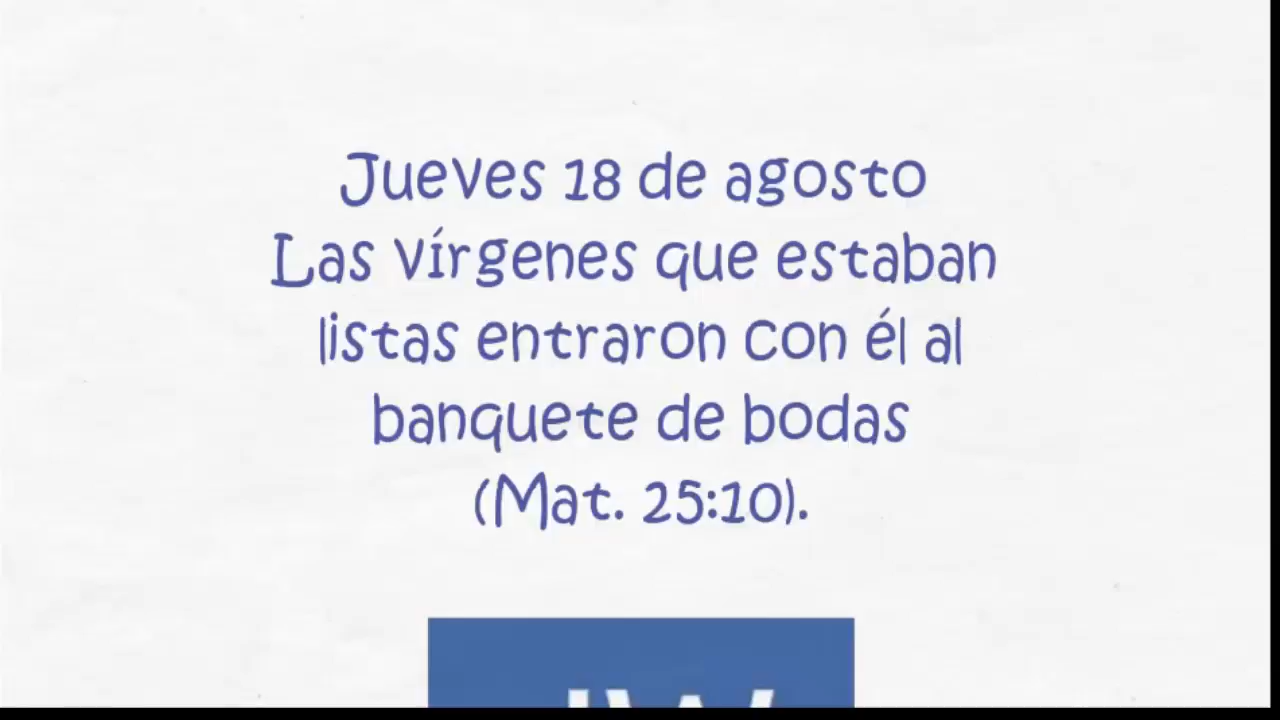 Jueves 18 de agosto
Las vírgenes que estaban
listas entraron con él al
banquete de bodas
(Mat. 25:10).